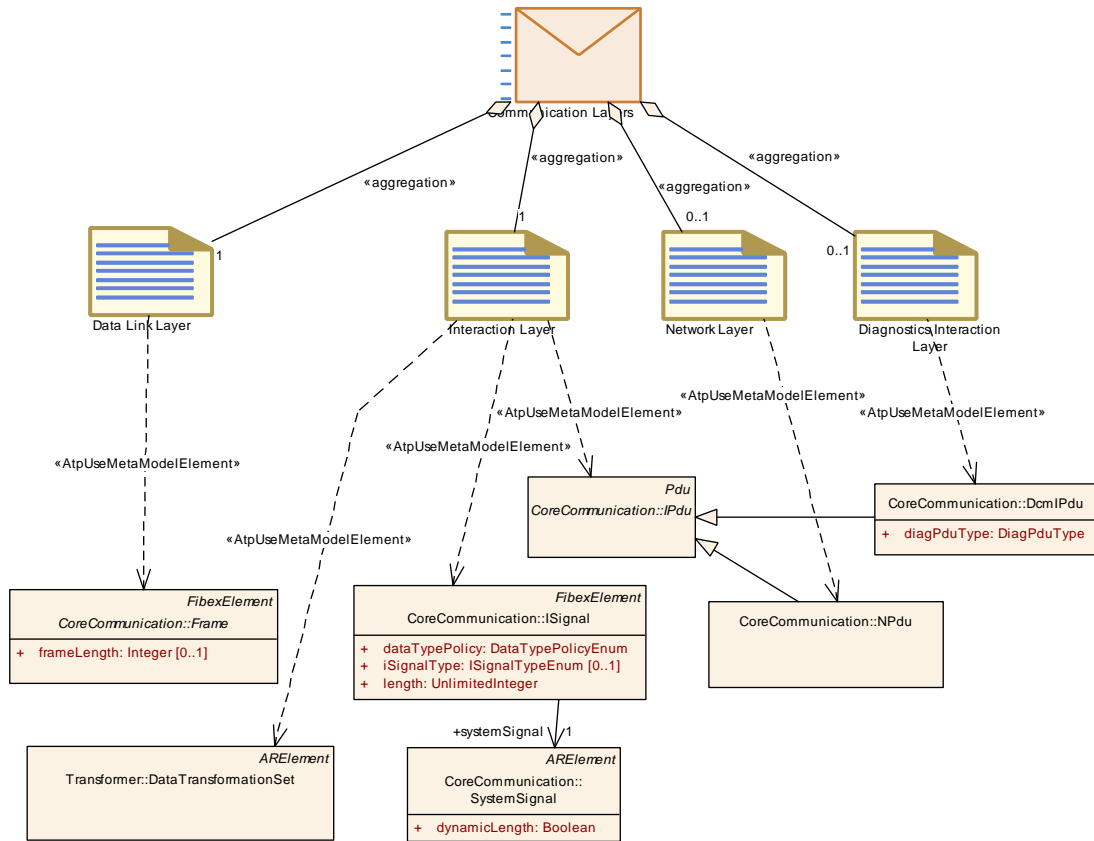 Communication Layers
«aggregation»
«aggregation»
«aggregation»
«aggregation»
1
1
0..1
0..1
Data Link Layer
Interaction Layer
Network Layer
Diagnostics Interaction
Layer
«AtpUseMetaModelElement»
«AtpUseMetaModelElement»
«AtpUseMetaModelElement»
«AtpUseMetaModelElement»
«AtpUseMetaModelElement»
«AtpUseMetaModelElement»
Pdu
CoreCommunication::IPdu
CoreCommunication::DcmIPdu
+ diagPduType: DiagPduType
FibexElement
CoreCommunication::Frame
+ frameLength: Integer [0..1]
FibexElement
CoreCommunication::ISignal
+ dataTypePolicy: DataTypePolicyEnum
+ iSignalType: ISignalTypeEnum [0..1]
+ length: UnlimitedInteger
CoreCommunication::NPdu
+systemSignal
1
ARElement
Transformer::DataTransformationSet
ARElement
CoreCommunication::
SystemSignal
+ dynamicLength: Boolean